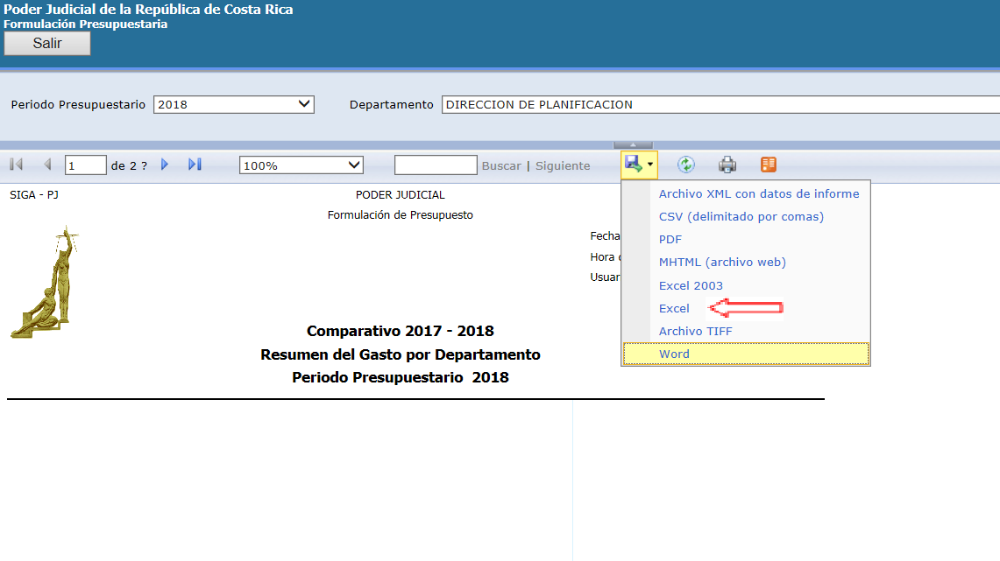 Poder Judicial de la República de Costa Rica
Formulación Presupuestaria
Salir
Periodo Presupuestario 2018 Departamento DIRECCION DE PLANIFICACION
1 de 2 ? 100% Buscar | Siguiente
SIGA - PJ PODER JUDICIAL
Formulación de Presupuesto
Fecha
Hora
Usuar
Archivo XML con datos de informe
CSV (delimitado por comas)
PDF
MHTML (archivo web)
Excel 2003
Excel
Archivo TIFF
Word
Comparativo 2017 - 2018
Resumen del Gasto por Departamento
Periodo Presupuestario 2018